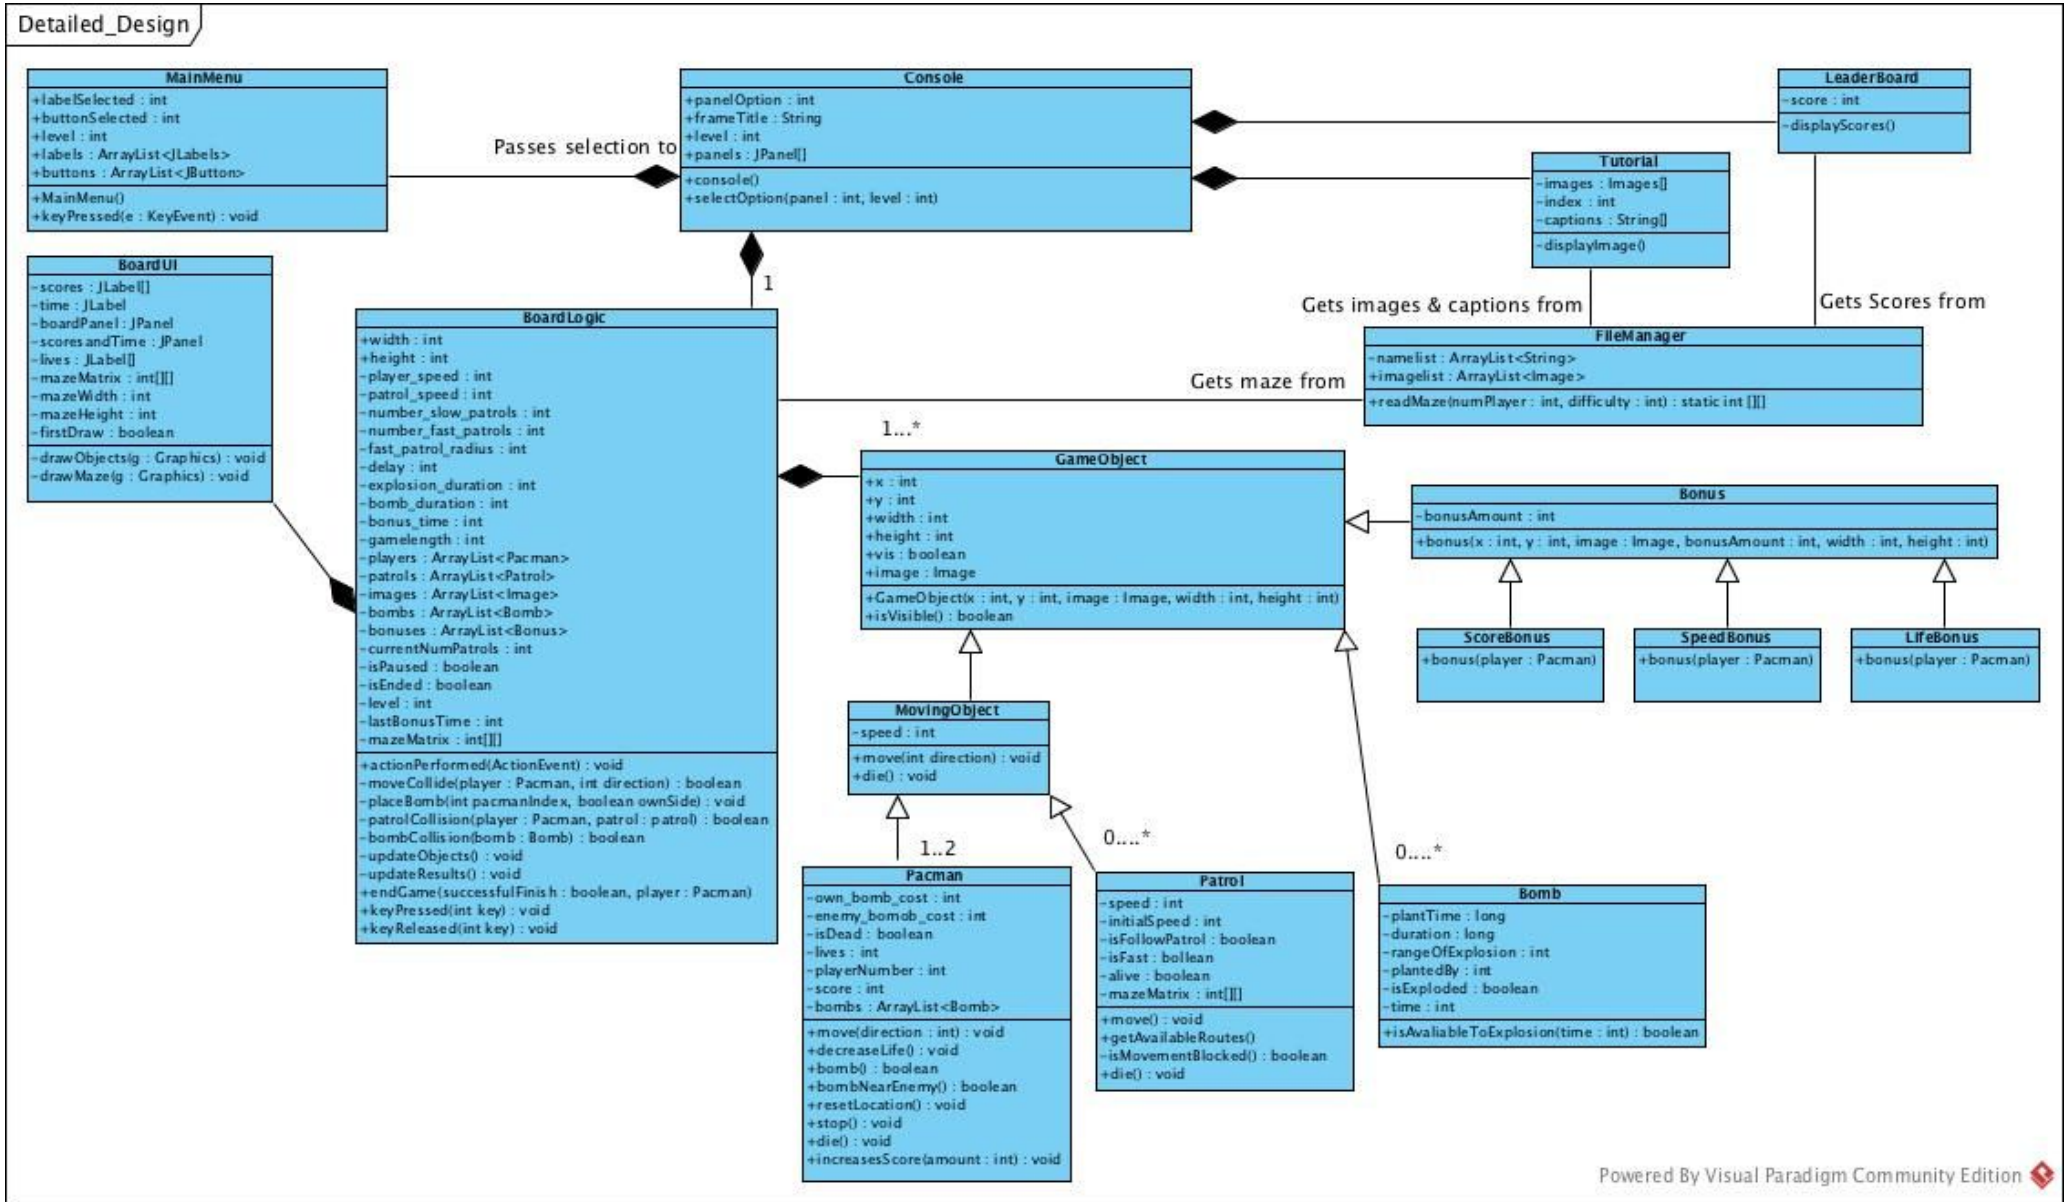 Detailed_Design
MainMenu
+labelSelected : int
+buttonSelected : int
+level : int
+labels : ArrayList<JLabels>
+buttons : ArrayList<JButton>
+MainMenu()
+keyPressed(e : KeyEvent) : void
Passes selection to
Console
+panelOption : int
+frameTitle : String
+level : int
+panels : JPanel[]
+console()
+selectOption(panel : int, level : int)
LeaderBoard
-score : int
-displayScores()
Tutorial
-images : Images[]
-index : int
-captions : String[]
-displayImage()
BoardUI
-scores : JLabel[]
-time : JLabel
-boardPanel : JPanel
-scoresandTime : JPanel
-lives : JLabel[]
-mazeMatrix : int[][]
-mazeWidth : int
-mazeHeight : int
-firstDraw : boolean
-drawObjects(g : Graphics) : void
-drawMaze(g : Graphics) : void
1
BoardLogic
+width : int
+height : int
-player_speed : int
-patrol_speed : int
-number_slow_patrols : int
-number_fast_patrols : int
-fast_patrol_radius : int
-delay : int
-explosion_duration : int
-bomb_duration : int
-bonus_time : int
-gamelength : int
-players : ArrayList<Pacman>
-patrols : ArrayList<Patrol>
-images : ArrayList<Image>
-bombs : ArrayList<Bomb>
-bonuses : ArrayList<Bonus>
-currentNumPatrols : int
-isPaused : boolean
-isEnded : boolean
-level : int
-lastBonusTime : int
-mazeMatrix : int[][]
+actionPerformed(ActionEvent) : void
-moveCollide(player : Pacman, int direction) : boolean
-placeBomb(int pacmanIndex, boolean ownSide) : void
-patrolCollision(player : Pacman, patrol : patrol) : boolean
-bombCollision(bomb : Bomb) : boolean
-updateObjects() : void
-updateResults() : void
+endGame(successfulFinish : boolean, player : Pacman)
+keyPressed(int key) : void
+keyReleased(int key) : void
Gets images & captions from
Gets Scores from
Gets maze from
FileManager
-namelist : ArrayList<String>
+imagelist : ArrayList<Image>
+readMaze(numPlayer : int, difficulty : int) : static int [][]
1...*
GameObject
+x : int
+y : int
+width : int
+height : int
+vis : boolean
+image : Image
+GameObject(x : int, y : int, image : Image, width : int, height : int)
+isVisible() : boolean
Bonus
-bonusAmount : int
+bonus(x : int, y : int, image : Image, bonusAmount : int, width : int, height : int)
ScoreBonus
+bonus(player : Pacman)
SpeedBonus
+bonus(player : Pacman)
LifeBonus
+bonus(player : Pacman)
MovingObject
-speed : int
+move(int direction) : void
+die() : void
1..2
0....*
0....*
Pacman
-own_bomb_cost : int
-enemy_bomob_cost : int
-isDead : boolean
-lives : int
-playerNumber : int
-score : int
-bombs : ArrayList<Bomb>
+move(direction : int) : void
+decreaseLife() : void
+bomb() : boolean
+bombNearEnemy() : boolean
+resetLocation() : void
+stop() : void
+die() : void
+increasesScore(amount : int) : void
Patrol
-speed : int
-initialSpeed : int
-isFollowPatrol : boolean
-isFast : bollean
-alive : boolean
-mazeMatrix : int[][]
+move() : void
+getAvailableRoutes()
-isMovementBlocked() : boolean
+die() : void
Bomb
-plantTime : long
-duration : long
-rangeOfExplosion : int
-plantedBy : int
-isExploded : boolean
-time : int
+isAvaliableToExplosion(time : int) : boolean
Powered By Visual Paradigm Community Edition